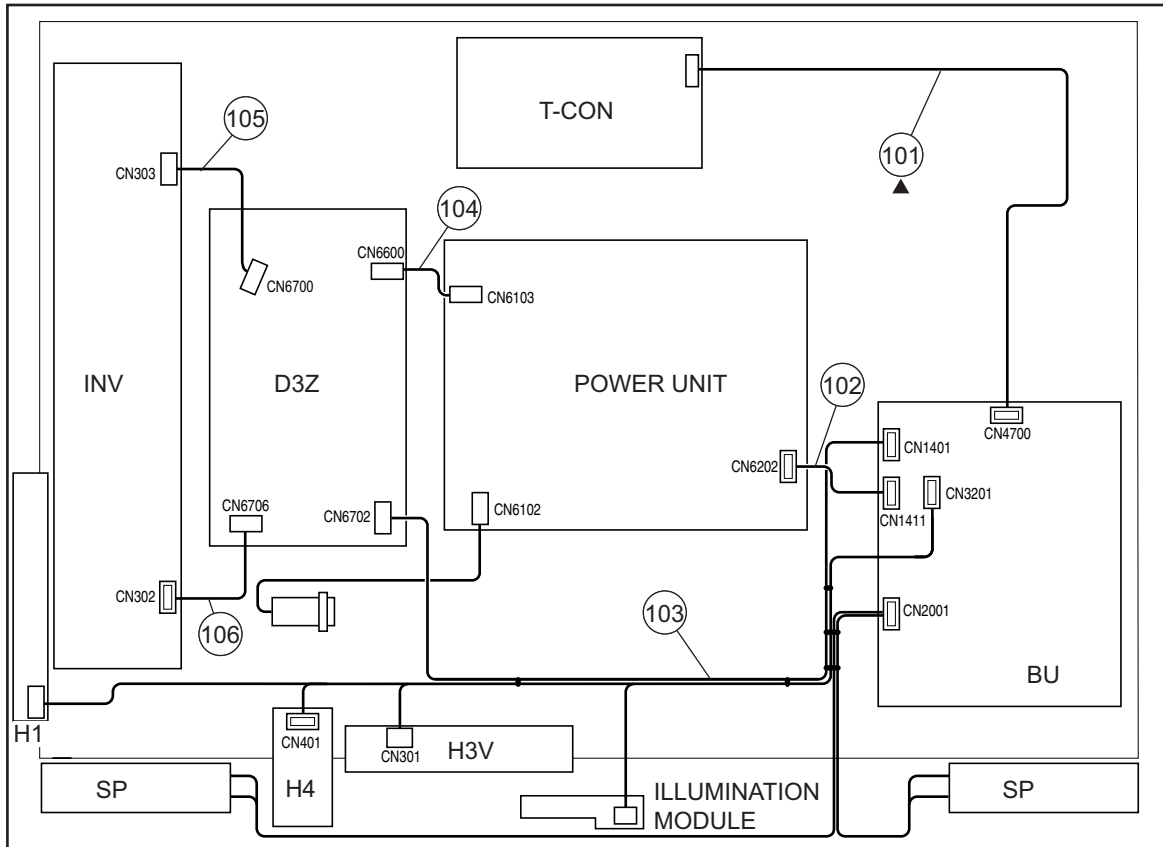 T-CON
105
101
CN303
104
CN6600
CN6700
CN6103
INV
D3Z
POWER UNIT
102
CN4700
CN1401
CN6202
CN3201
CN6706
CN6702
CN6102
CN1411
CN302
106
103
CN2001
BU
H1
CN401
CN301
H3V
SP
H4
ILLUMINATION
MODULE
SP